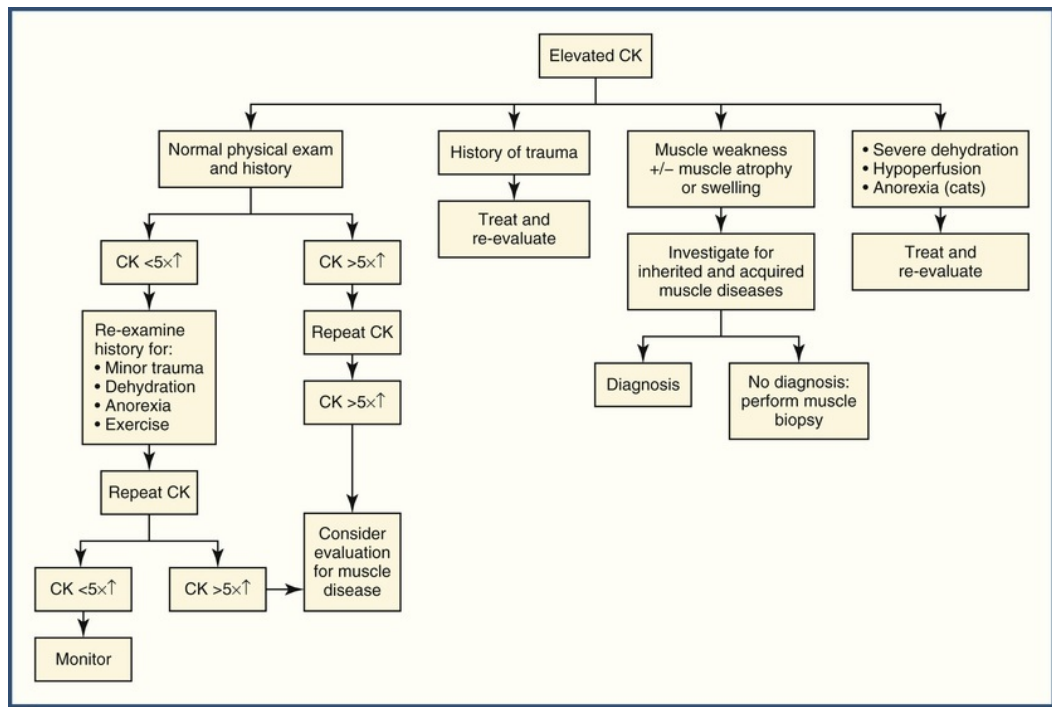 Elevated CK
Normal physical exam
and history
History of trauma
Muscle weakness
+/− muscle atrophy
or swelling
• Severe dehydration
• Hypoperfusion
• Anorexia (cats)
CK <5×↑
CK >5×↑
Treat and
re-evaluate
Investigate for
inherited and acquired
muscle diseases
Treat and
re-evaluate
Re-examine
history for:
• Minor trauma
• Dehydration
• Anorexia
• Exercise
Repeat CK
CK >5×↑
Diagnosis
No diagnosis:
perform muscle
biopsy
Repeat CK
CK <5×↑
CK >5×↑
Consider
evaluation
for muscle
disease
Monitor